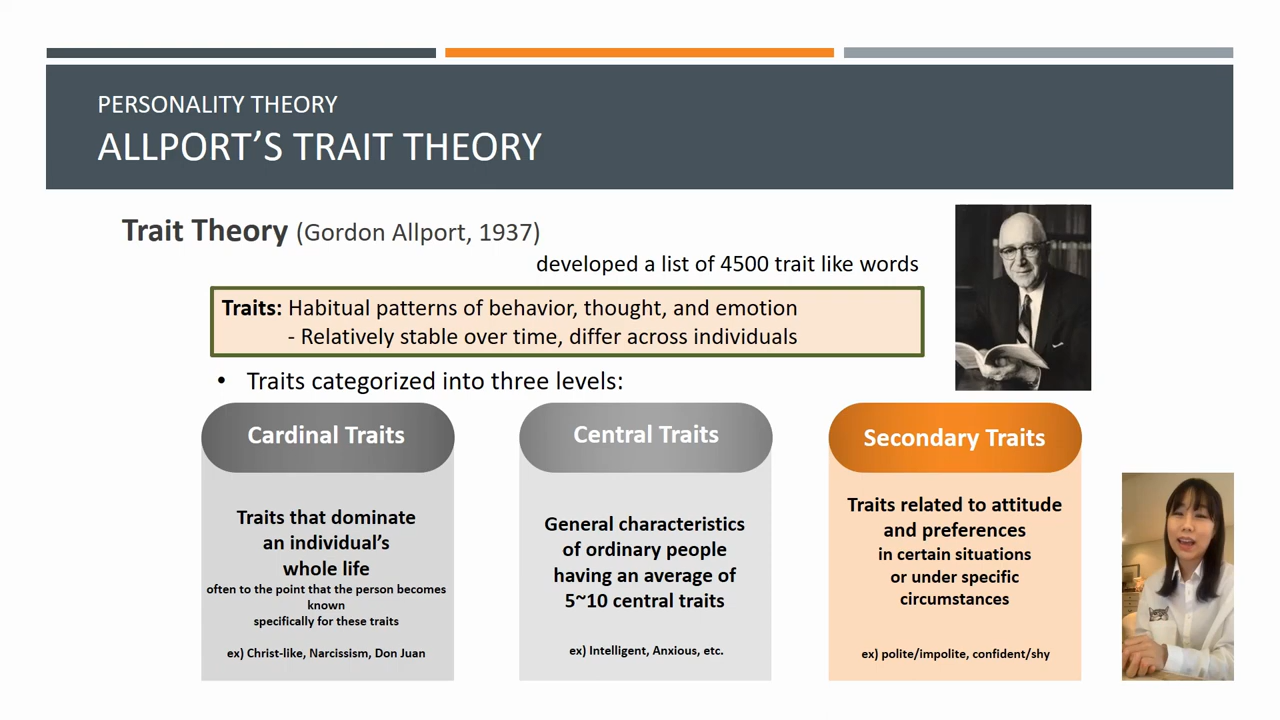 PERSONALITY THEORY
ALLPORT’S TRAIT THEORY
Trait Theory (Gordon Allport, 1937)
developed a list of 4500 trait like words
Traits: Habitual patterns of behavior, thought, and emotion
- Relatively stable over time, differ across individuals
• Traits categorized into three levels:
Cardinal Traits
Traits that dominate
an individual’s
whole life
often to the point that the person becomes
known
specifically for these traits
ex) Christ-like, Narcissism, Don Juan
Central Traits
General characteristics
of ordinary people
having an average of
5~10 central traits
ex) Intelligent, Anxious, etc.
Secondary Traits
Traits related to attitude
and preferences
in certain situations
or under specific
circumstances
ex) polite/impolite, confident/shy